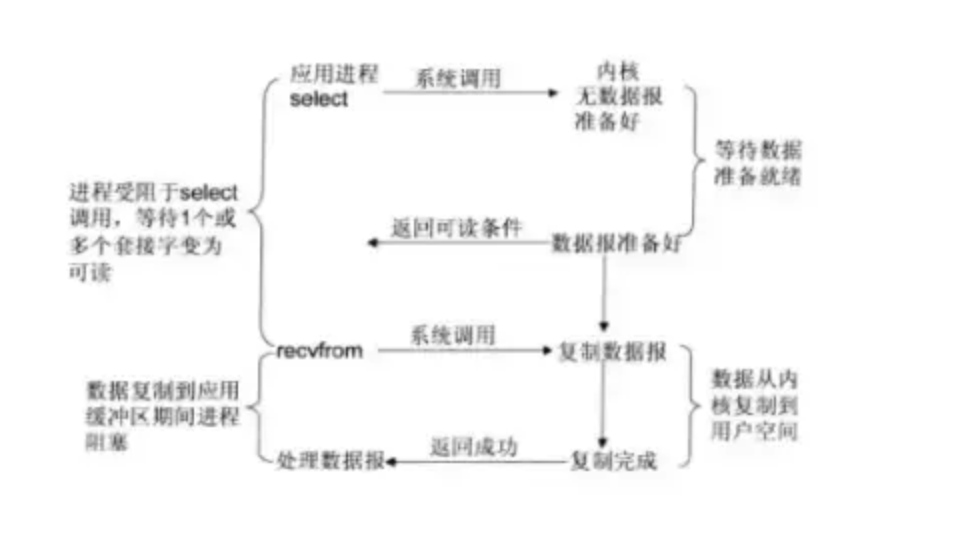 应用进程
select
系统调用
内核
无数据报
准备好
等待数据
准备就绪
进程受阻于select
调用，等待1个或
多个套接字变为
可读
返回可读条件
数据报准备好
recvfrom
系统调用
复制数据报
数据复制到应用
缓冲区期间进程
阻塞
数据从内
核复制到
用户空间
处理数据报
返回成功
复制完成